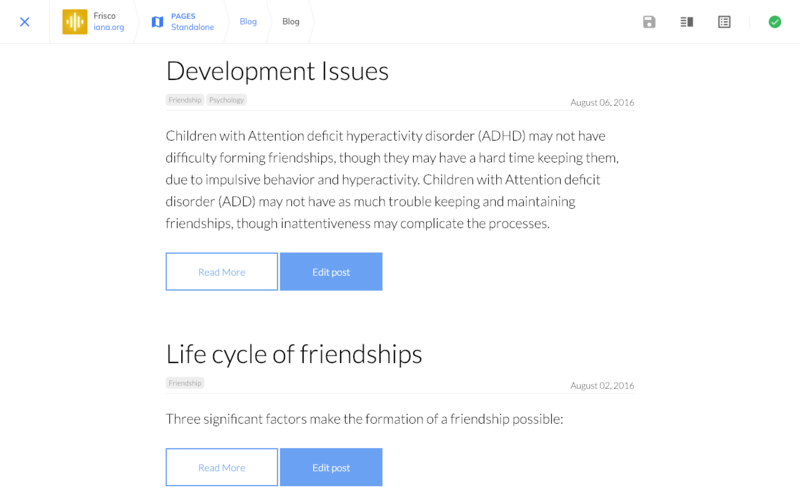 Frisco
iana.org
PAGES
Standalone
Blog
Blog
Development Issues
Friendship Psychology
August 06, 2016
Children with Attention deficit hyperactivity disorder (ADHD) may not have
difficulty forming friendships, though they may have a hard time keeping them,
due to impulsive behavior and hyperactivity. Children with Attention deficit
disorder (ADD) may not have as much trouble keeping and maintaining
friendships, though inattentiveness may complicate the processes.
Read More
Edit post
Life cycle of friendships
Friendship
August 02, 2016
Three significant factors make the formation of a friendship possible:
Read More
Edit post